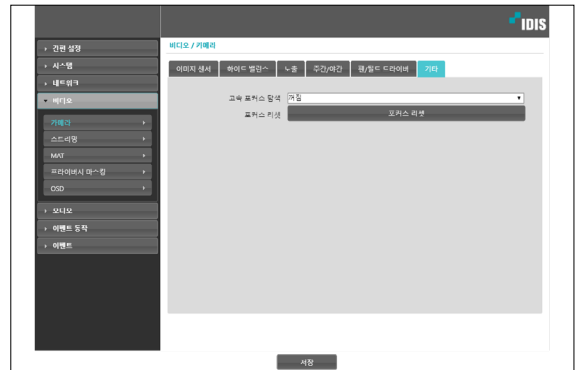 IDIS
비디오 / 카메라
간편 설정
시스템
네트워크
비디오
카메라
스트리밍
MAT
프라이버시 마스킹
OSD
오디오
이벤트 동작
이벤트
이미지 센서
화이트 밸런스
노출
주간/야간
팬/틸트 드라이버
기타
고속 포커스 탐색
꺼짐
포커스 리셋
포커스 리셋
저장